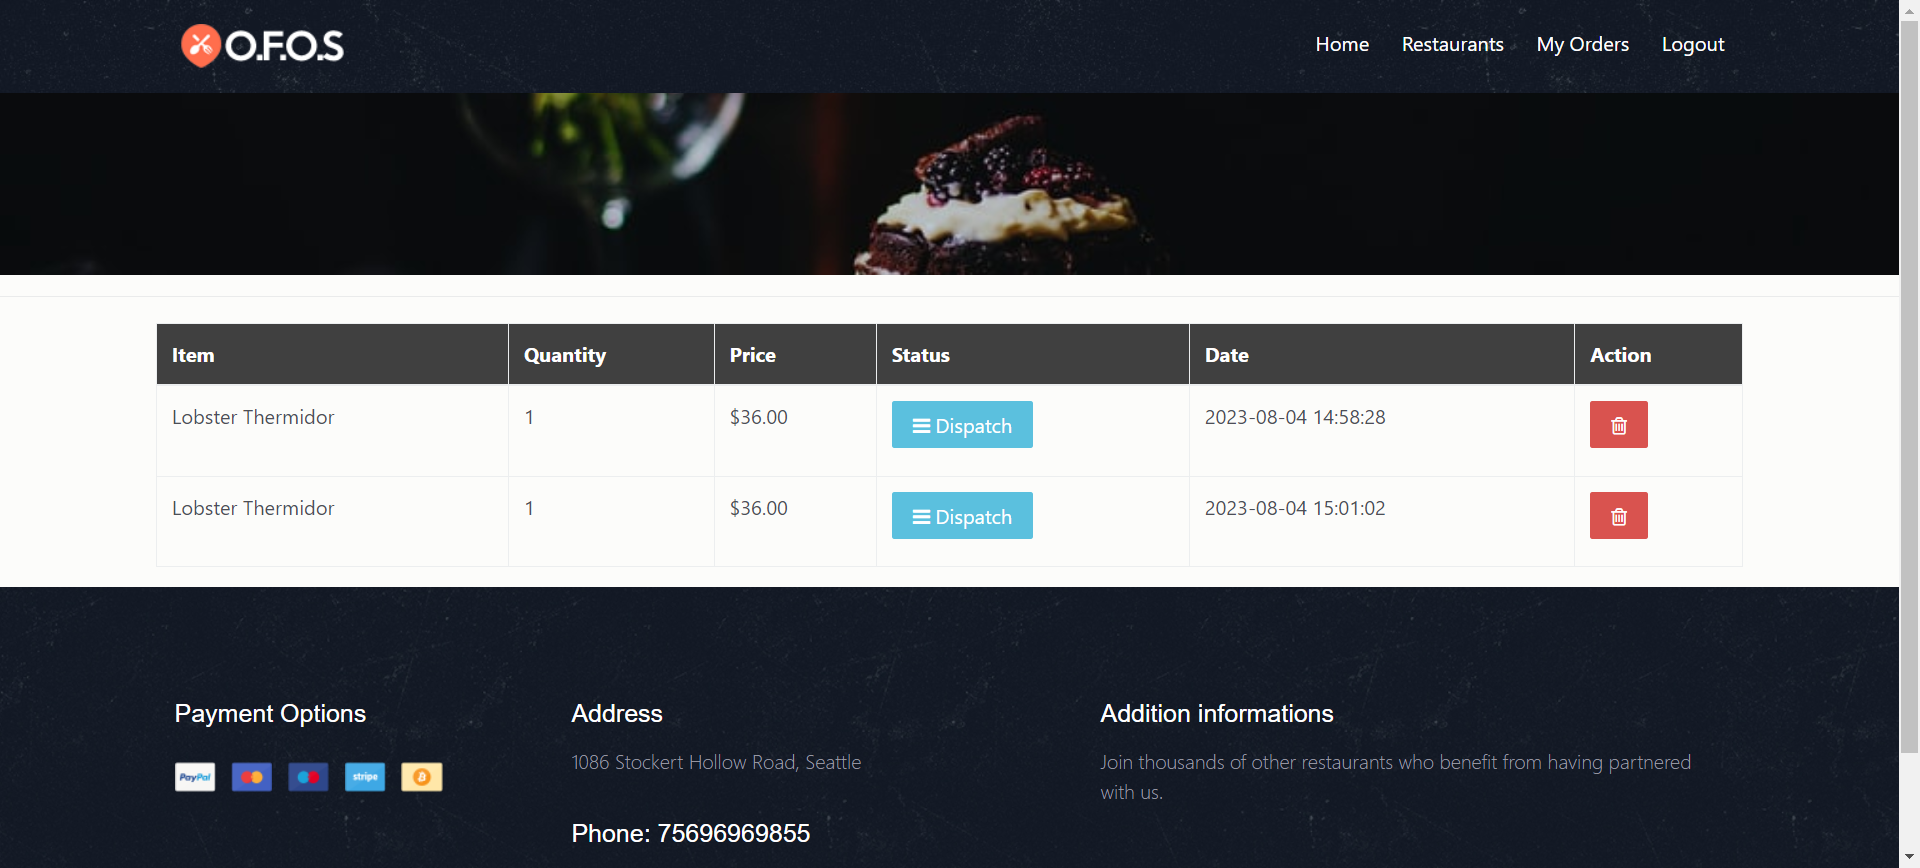 O.F.O.S
Home Restaurants My Orders Logout
Item Quantity Price Status Date Action
Lobster Thermidor 1 $36.00 Dispatch 2023-08-04 14:58:28
Lobster Thermidor 1 $36.00 Dispatch 2023-08-04 15:01:02
Payment Options
PayPal stripe
Address
1086 Stockert Hollow Road, Seattle
Phone: 75696969855
Addition informations
Join thousands of other restaurants who benefit from having partnered
with us.